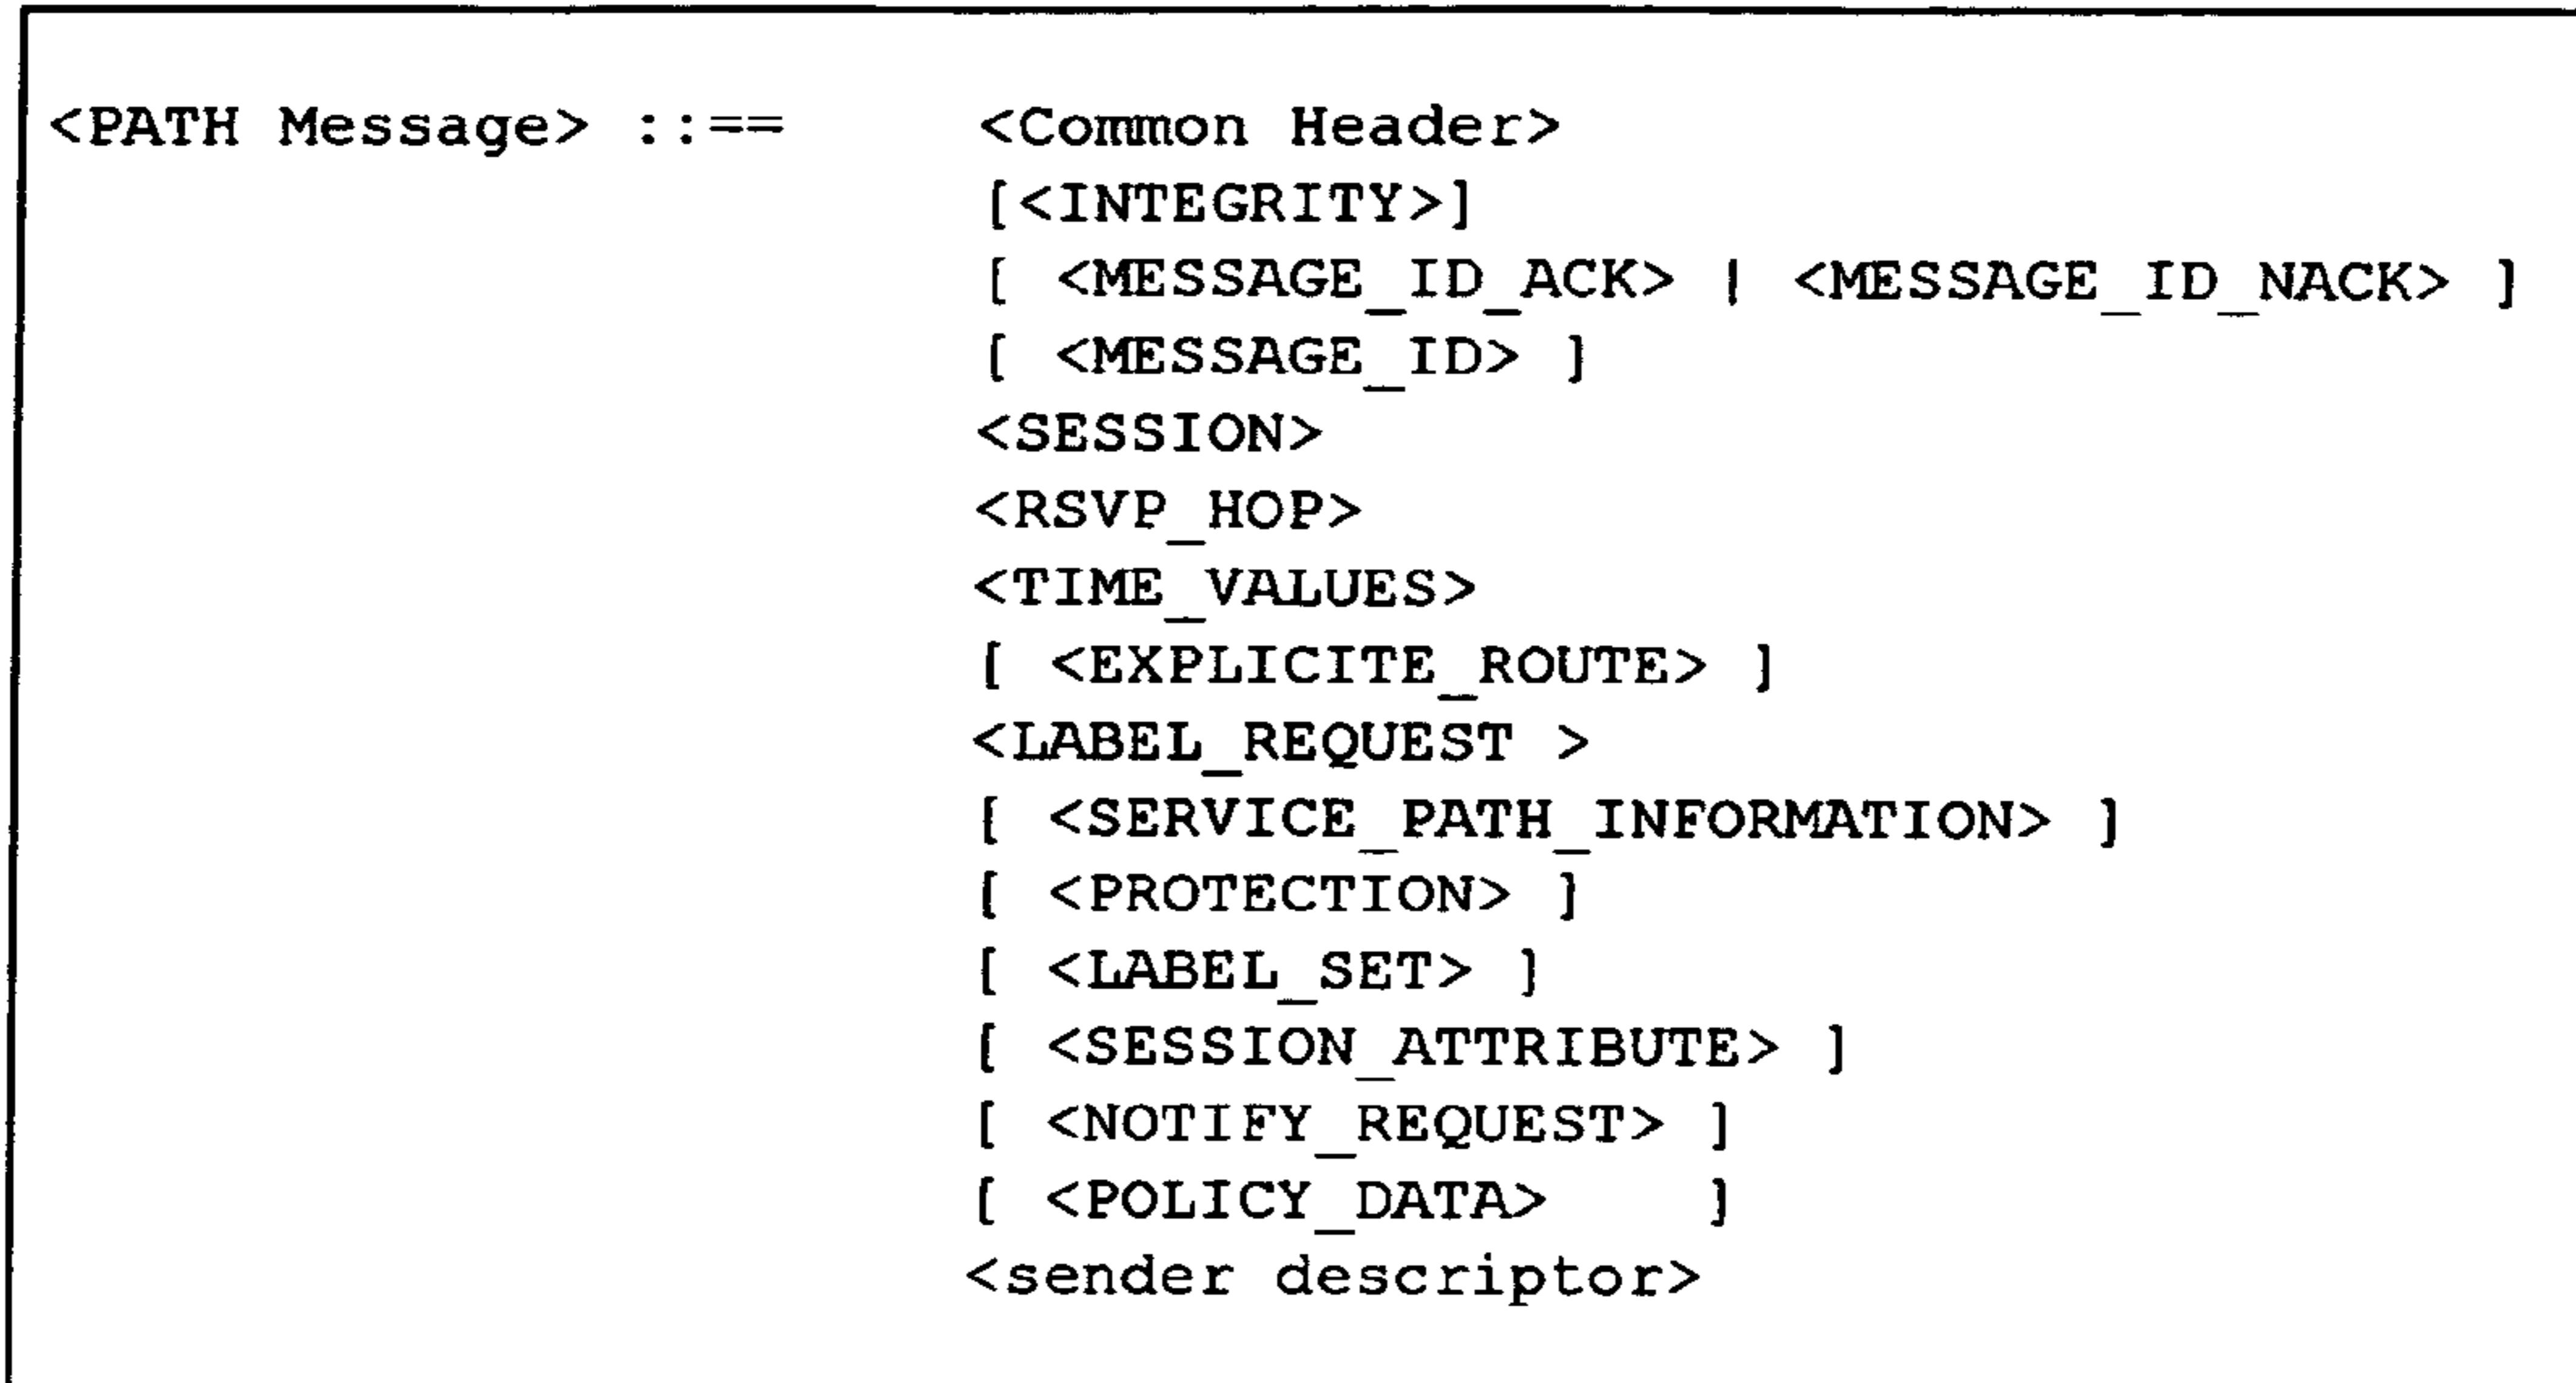 <PATH Message> ::== <Common Header>
[<INTEGRITY>]
[ <MESSAGE_ID_ACK> | <MESSAGE_ID_NACK> ]
[ <MESSAGE_ID> ]
<SESSION>
<RSVP_HOP>
<TIME_VALUES>
[ <EXPLICITE_ROUTE> ]
<LABEL_REQUEST >
[ <SERVICE_PATH_INFORMATION> ]
[ <PROTECTION> ]
[ <LABEL_SET> ]
[ <SESSION_ATTRIBUTE> ]
[ <NOTIFY_REQUEST> ]
[ <POLICY_DATA> ]
<sender descriptor>